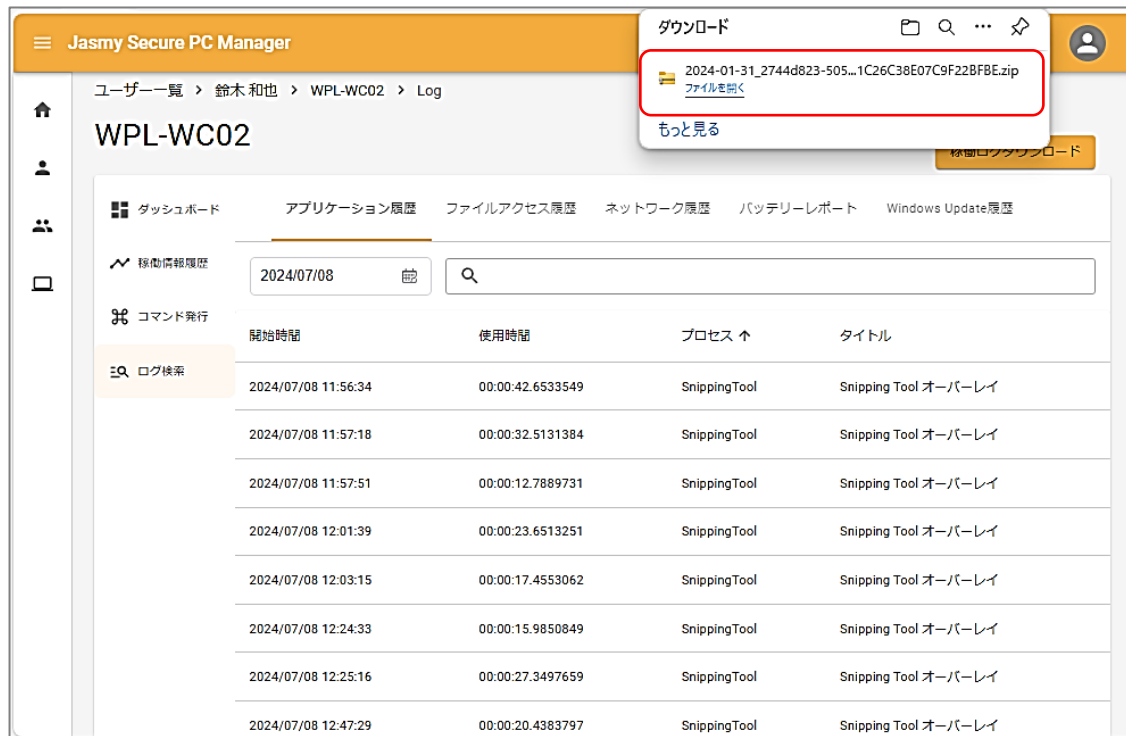 Jasmy Secure PC Manager
ダウンロード
2024-01-31_2744d823-505...1C26C38E07C9F22BFBE.zip
ファイルを開く
もっと見る
ユーザー一覧 > 鈴木 和也 > WPL-WC02 > Log
WPL-WC02
稼働ログダウンロード
ダッシュボード
稼働情報履歴
コマンド発行
ログ検索
アプリケーション履歴 ファイルアクセス履歴 ネットワーク履歴 バッテリーレポート Windows Update履歴
2024/07/08
開始時間 使用時間 プロセス ↑ タイトル
2024/07/08 11:56:34 00:00:42.6533549 SnippingTool Snipping Tool オーバーレイ
2024/07/08 11:57:18 00:00:32.5131384 SnippingTool Snipping Tool オーバーレイ
2024/07/08 11:57:51 00:00:12.7889731 SnippingTool Snipping Tool オーバーレイ
2024/07/08 12:01:39 00:00:23.6513251 SnippingTool Snipping Tool オーバーレイ
2024/07/08 12:03:15 00:00:17.4553062 SnippingTool Snipping Tool オーバーレイ
2024/07/08 12:24:33 00:00:15.9850849 SnippingTool Snipping Tool オーバーレイ
2024/07/08 12:25:16 00:00:27.3497659 SnippingTool Snipping Tool オーバーレイ
2024/07/08 12:47:29 00:00:20.4383797 SnippingTool Snipping Tool オーバーレイ